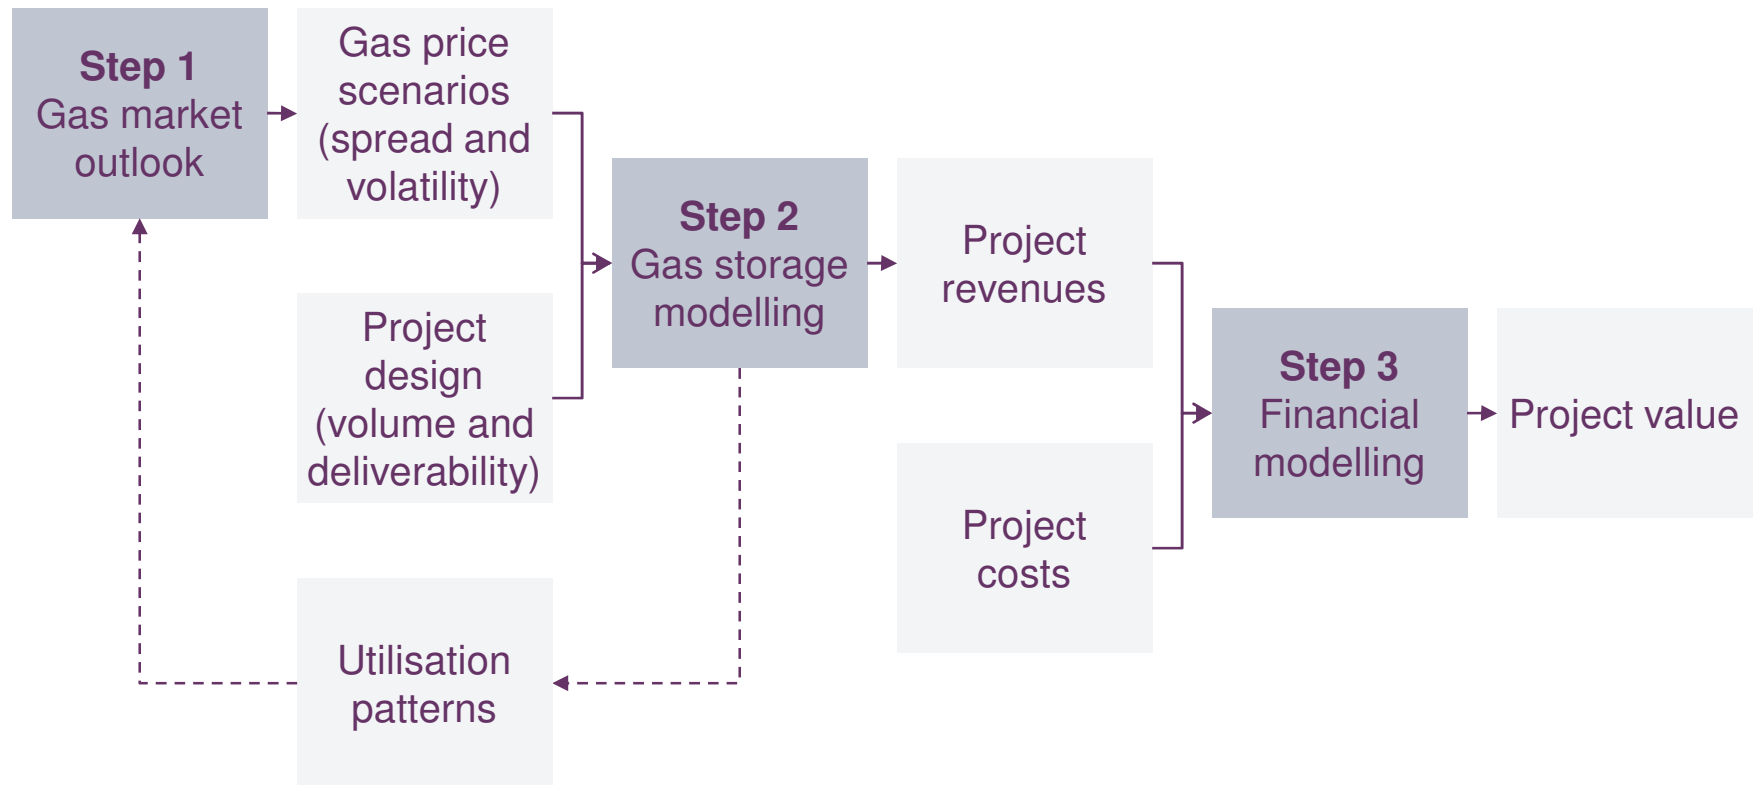 Step 1
Gas market
outlook
Gas price
scenarios
(spread and
volatility)
Project
design
(volume and
deliverability)
Utilisation
patterns
Step 2
Gas storage
modelling
Project
revenues
Project
costs
Step 3
Financial
modelling
Project value